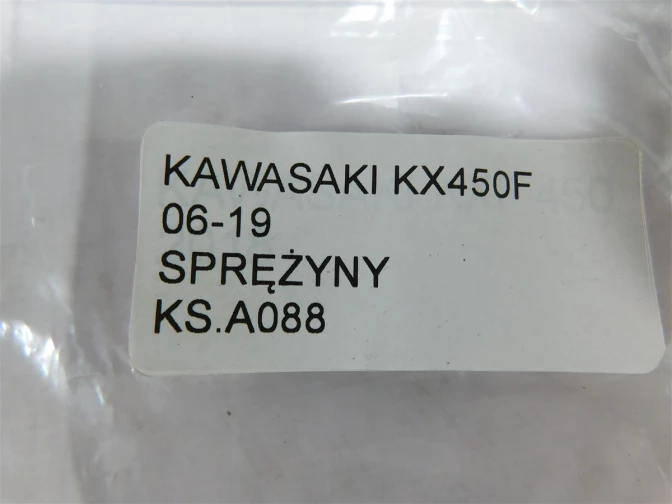 KAWASAKI KX450F
06-19
SPRĘŻYNY
KS.A088